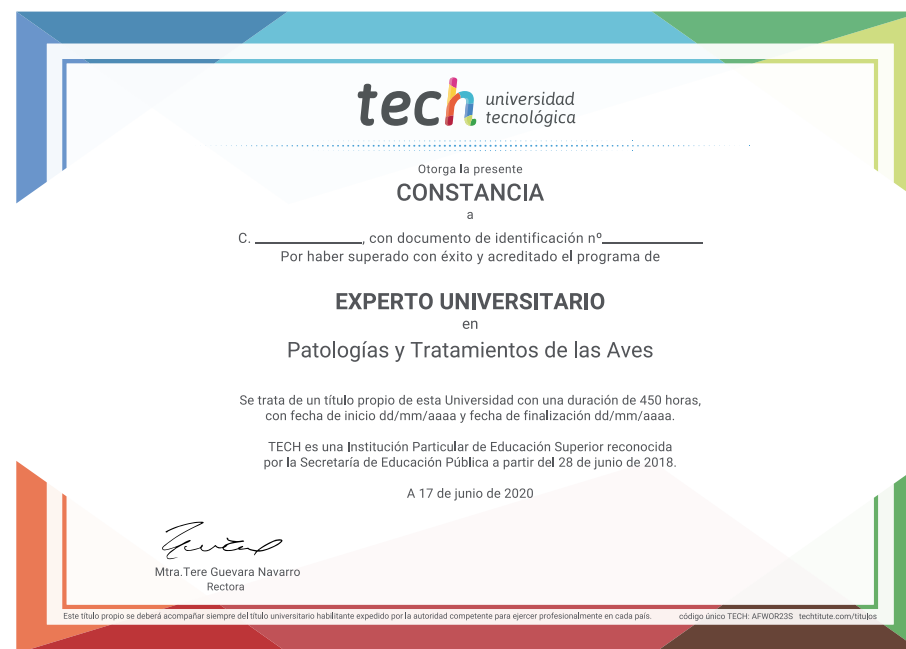 tech universidad
tecnológica
Otorga la presente
CONSTANCIA
a
C. ____________, con documento de identificación nº____________
Por haber superado con éxito y acreditado el programa de
EXPERTO UNIVERSITARIO
en
Patologías y Tratamientos de las Aves
Se trata de un título propio de esta Universidad con una duración de 450 horas,
con fecha de inicio dd/mm/aaaa y fecha de finalización dd/mm/aaaa.
TECH es una Institución Particular de Educación Superior reconocida
por la Secretaría de Educación Pública a partir del 28 de junio de 2018.
A 17 de junio de 2020
Mtra.Tere Guevara Navarro
Rectora
Este título propio se deberá acompañar siempre del título universitario habilitante expedido por la autoridad competente para ejercer profesionalmente en cada país. código único TECH: AFWOR23S techtitute.com/titulos